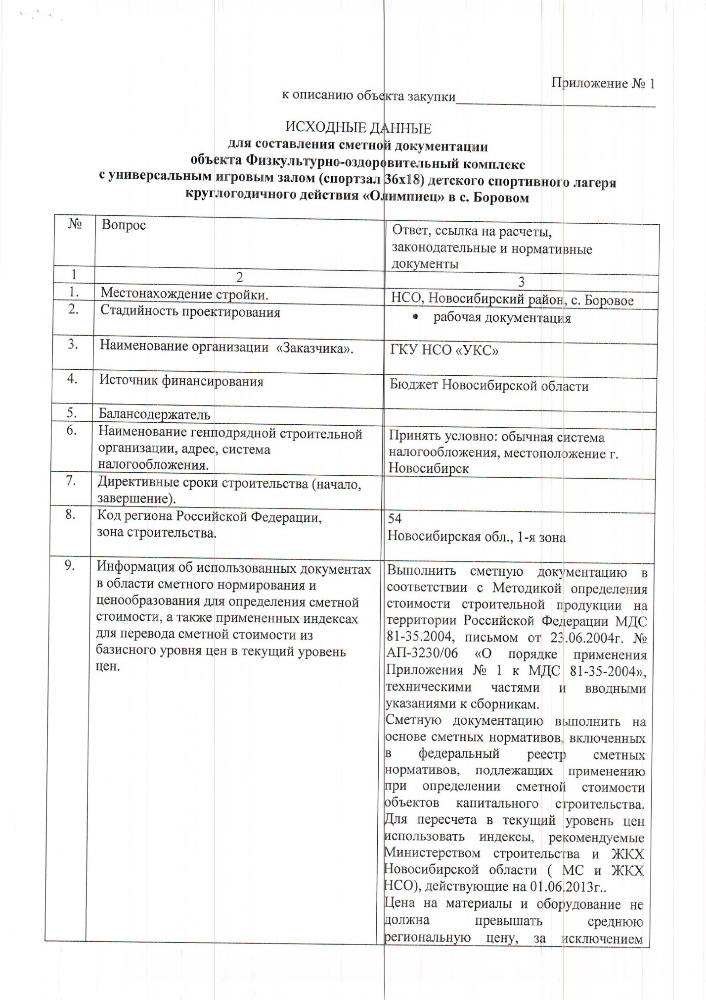 Приложение № 1
к описанию объекта закупки
ИСХОДНЫЕ ДАННЫЕ
для составления сметной документации
объекта Физкультурно-оздоровительный комплекс
с универсальным игровым залом (спортзал 36х18) детского спортивного лагеря
круглогодичного действия «Олимпиец» в с. Боровом
№
Вопрос
Ответ, ссылка на расчеты,
законодательные и нормативные
документы
1
2
3
1.
Местонахождение стройки.
НСО, Новосибирский район, с. Боровое
2.
Стадийность проектирования
• рабочая документация
3.
Наименование организации «Заказчика».
ГКУ НСО «УКС»
4.
Источник финансирования
Бюджет Новосибирской области
5.
Балансодержатель
6.
Наименование генподрядной строительной
организации, адрес, система
налогообложения.
Принять условно: обычная система
налогообложения, местоположение г.
Новосибирск
7.
Директивные сроки строительства (начало,
завершение).
8.
Код региона Российской Федерации,
зона строительства.
54
Новосибирская обл., 1-я зона
9.
Информация об использованных документах
в области сметного нормирования и
ценообразования для определения сметной
стоимости, а также примененных индексах
для перевода сметной стоимости из
базисного уровня цен в текущий уровень
цен.
Выполнить сметную документацию в
соответствии с Методикой определения
стоимости строительной продукции на
территории Российской Федерации МДС
81-35.2004, письмом от 23.06.2004г. №
АП-3230/06 «О порядке применения
Приложения № 1 к МДС 81-35-2004»,
техническими частями и вводными
указаниями к сборникам.
Сметную документацию выполнить на
основе сметных нормативов, включенных
в федеральный реестр сметных
нормативов, подлежащих применению
при определении сметной стоимости
объектов капитального строительства.
Для пересчета в текущий уровень цен
использовать индексы, рекомендуемые
Министерством строительства и ЖКХ
Новосибирской области ( МС и ЖКХ
НСО), действующие на 01.06.2013г..
Цена на материалы и оборудование не
должна превышать среднюю
региональную цену, за исключением